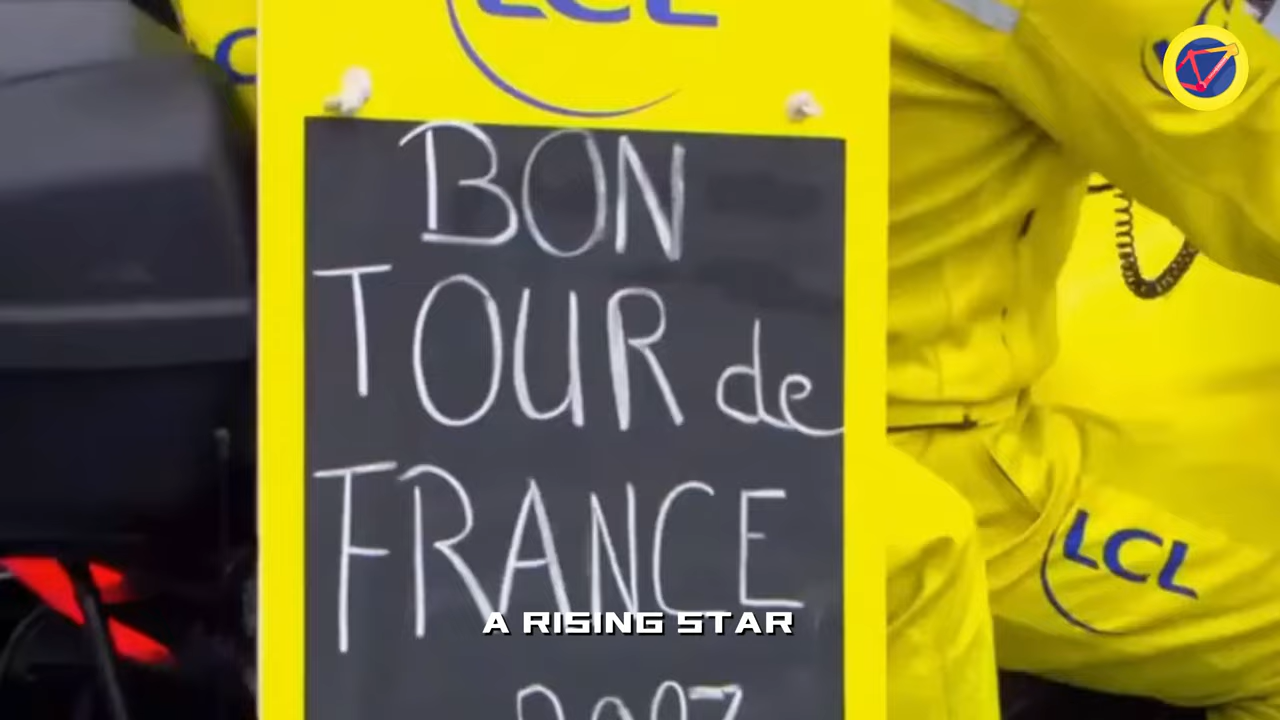 LCL
BON
TOUR de
FRANCE
A RISING STAR
LCL